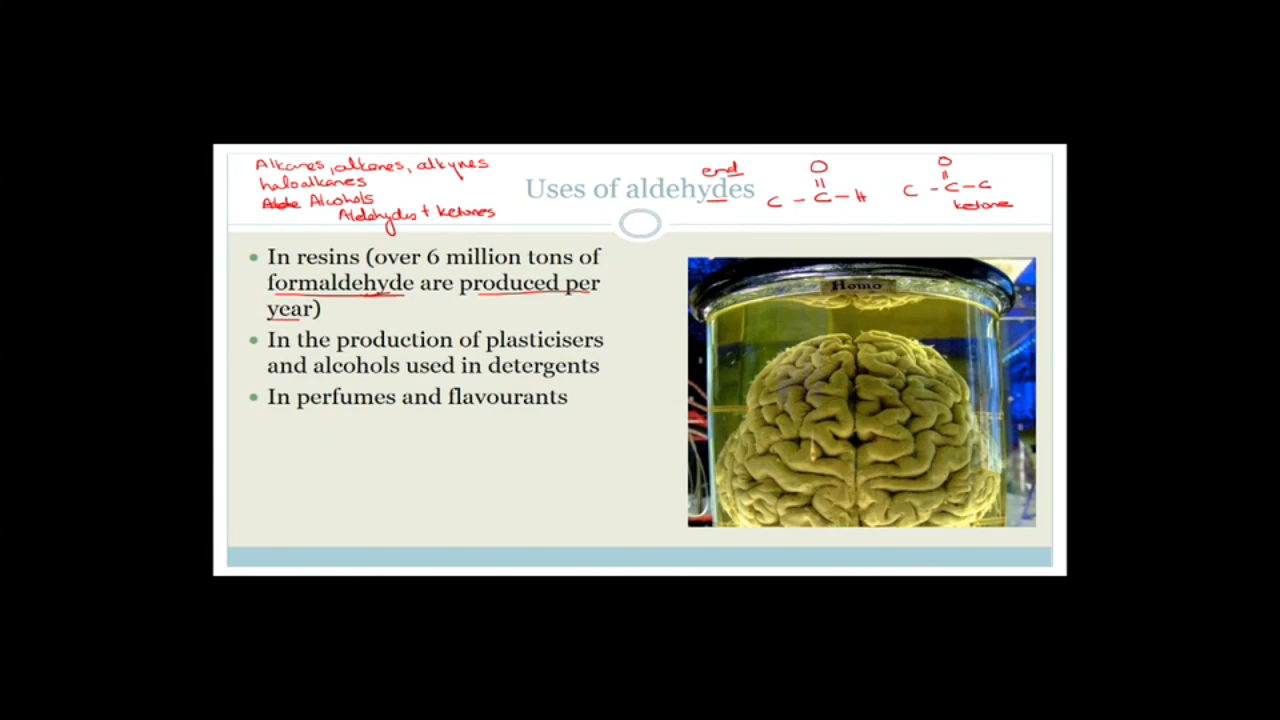 Alkanes, alkenes, alkynes
haloalkanes
Alde Alcohols
Aldehydes + ketones
end
O
||
C - C - H
O
||
C - C - C
ketone
Uses of aldehydes
In resins (over 6 million tons of
formaldehyde are produced per
year)
In the production of plasticisers
and alcohols used in detergents
In perfumes and flavourants
Homo